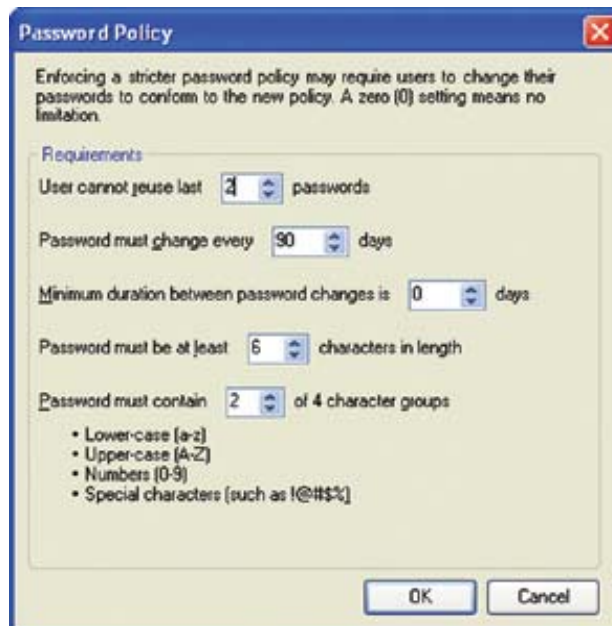 Password Policy
Enforcing a stricter password policy may require users to change their
passwords to conform to the new policy. A zero (0) setting means no
limitation.
Requirements
User cannot reuse last 2 passwords
Password must change every 90 days
Minimum duration between password changes is 0 days
Password must be at least 6 characters in length
Password must contain 2 of 4 character groups
• Lower-case (a-z)
• Upper-case (A-Z)
• Numbers (0-9)
• Special characters (such as !@#$%)
OK Cancel